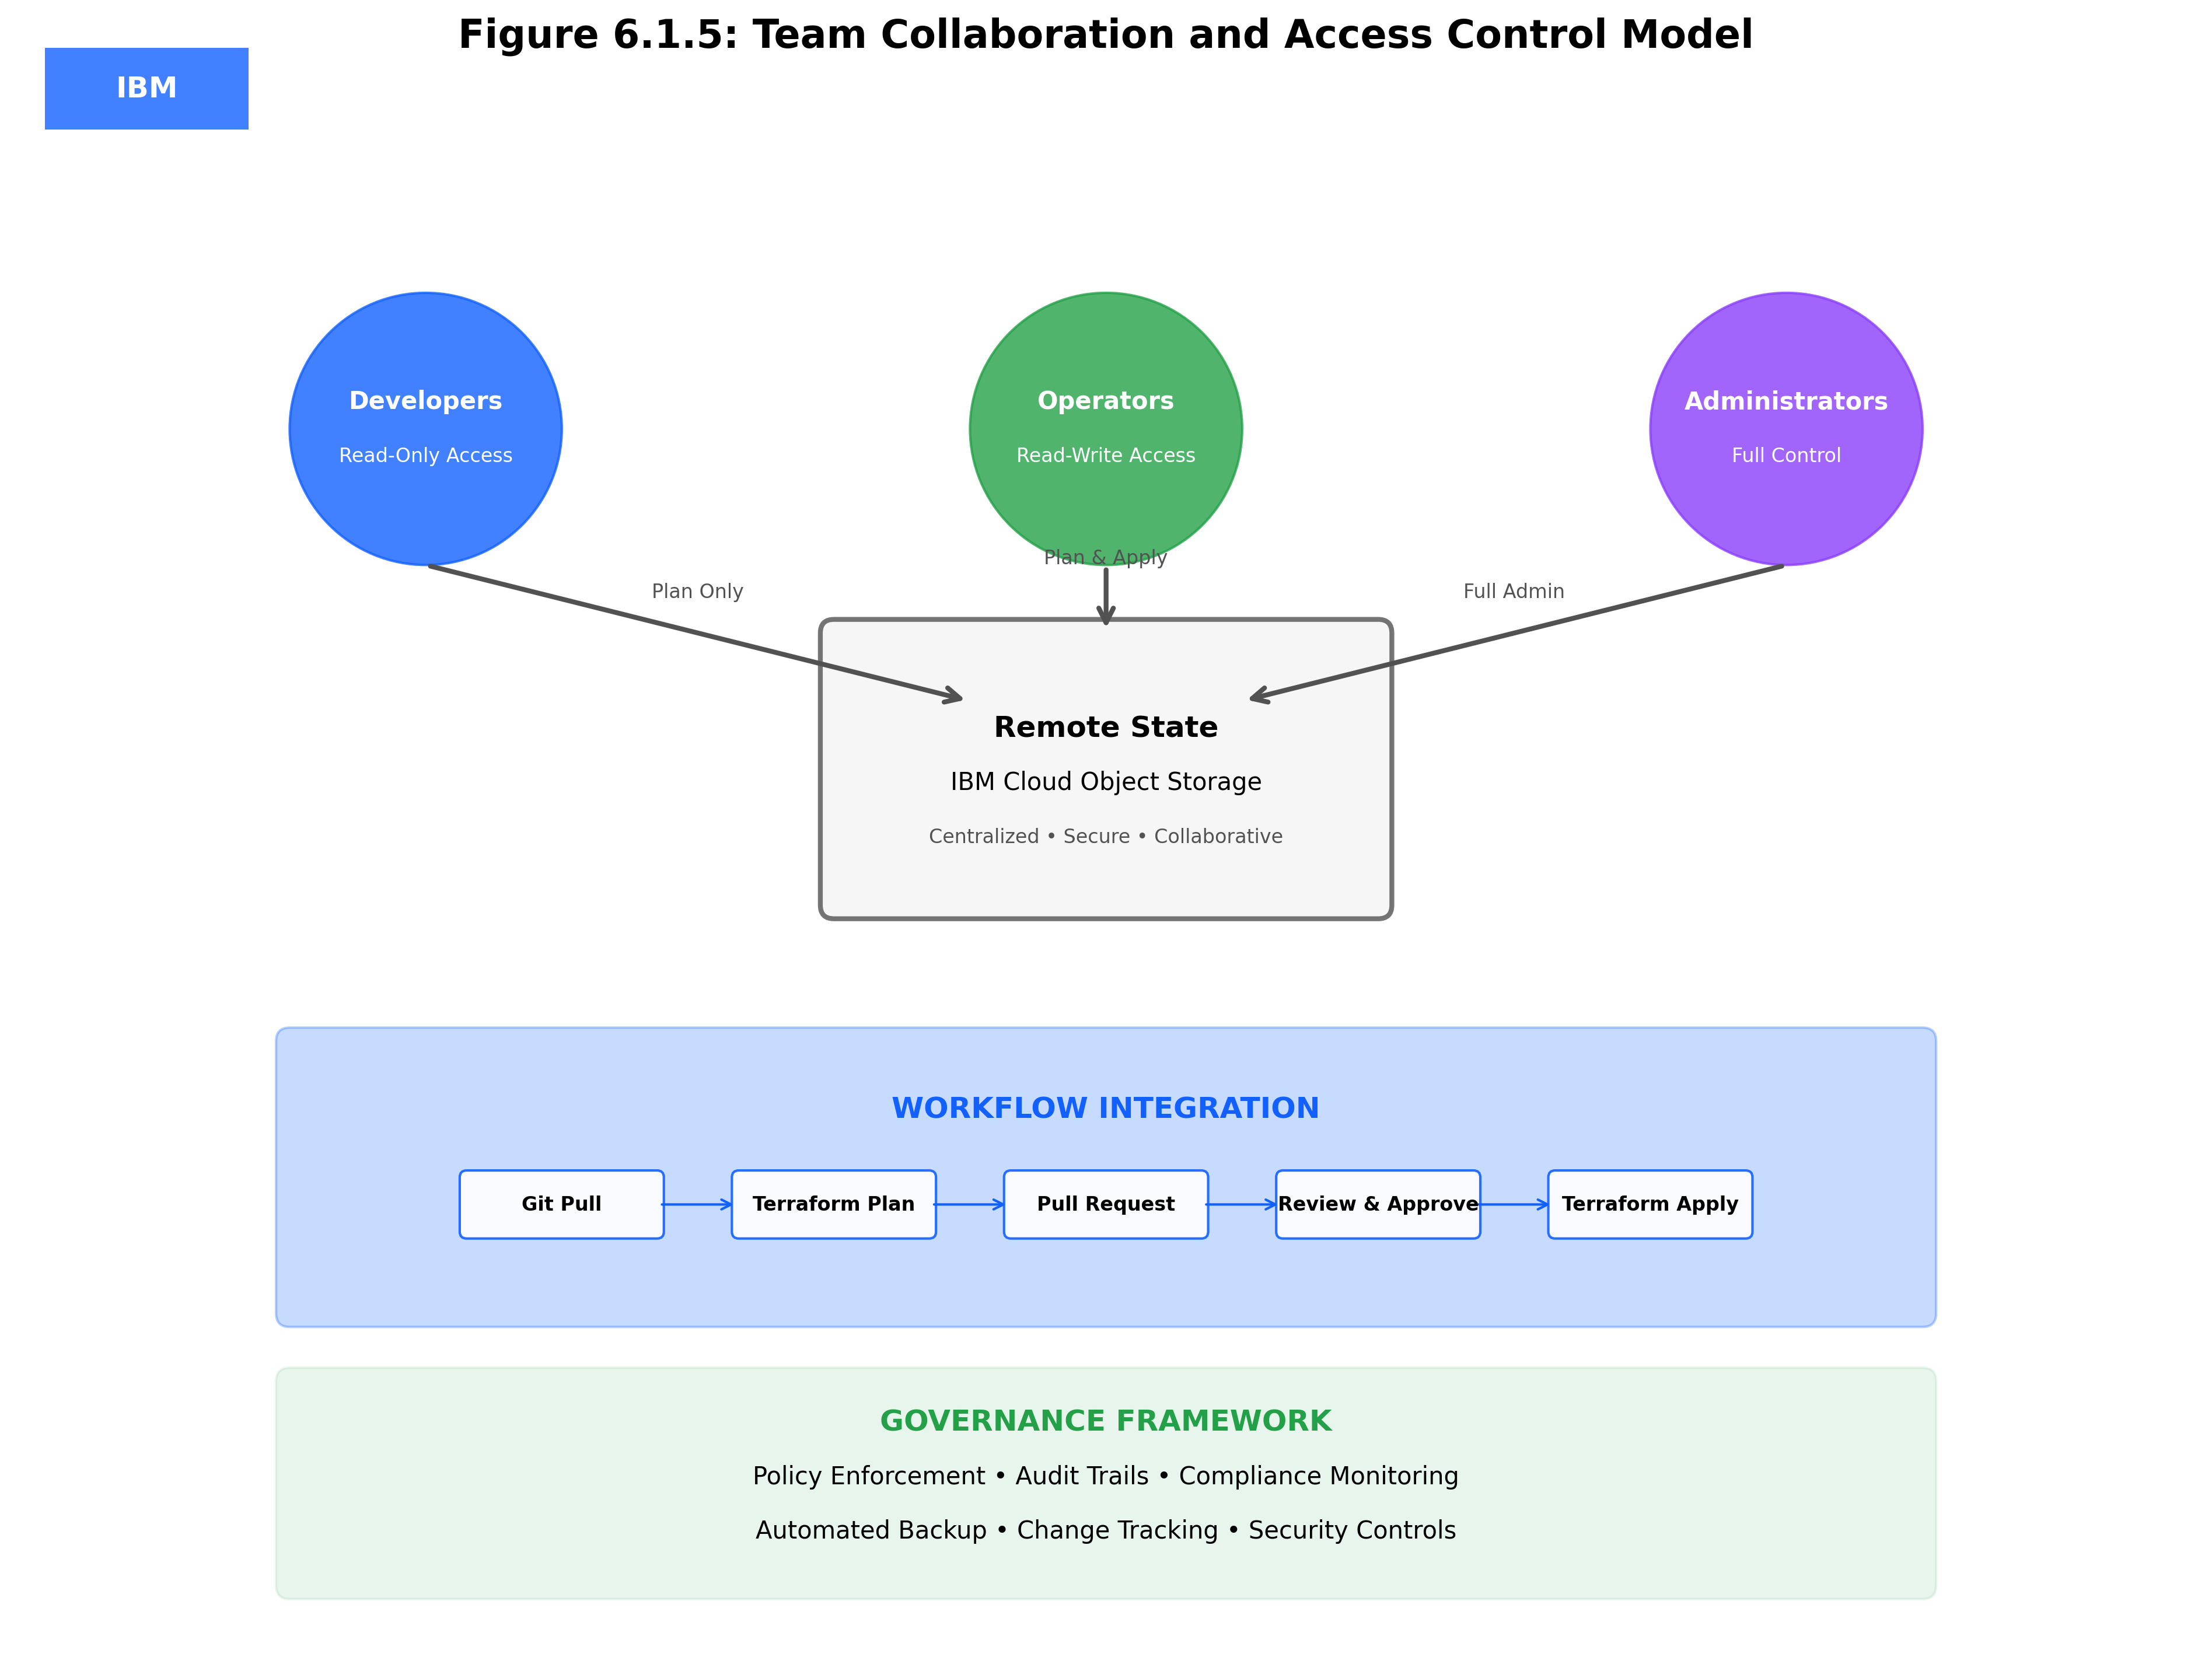 Figure 6.1.5: Team Collaboration and Access Control Model
IBM
Developers
Read-Only Access
Operators
Read-Write Access
Administrators
Full Control
Plan Only
Plan & Apply
Full Admin
Remote State
IBM Cloud Object Storage
Centralized • Secure • Collaborative
WORKFLOW INTEGRATION
Git Pull
Terraform Plan
Pull Request
Review & Approve
Terraform Apply
GOVERNANCE FRAMEWORK
Policy Enforcement • Audit Trails • Compliance Monitoring
Automated Backup • Change Tracking • Security Controls